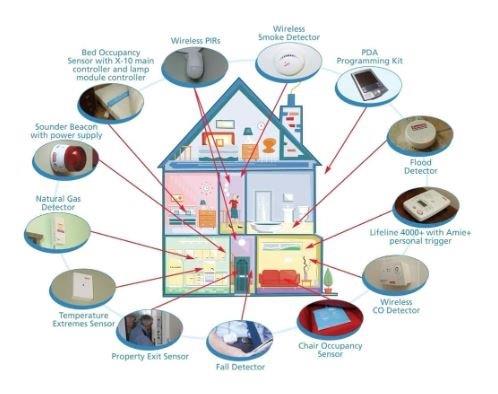 Wireless
Smoke Detector
Wireless PIRs
Bed Occupancy
Sensor with X-10 main
controller and lamp
module controller
PDA
Programming Kit
Sounder Beacon
with power supply
Flood
Detector
Natural Gas
Detector
Lifeline 4000+ with Amie+
personal trigger
Temperature
Extremes Sensor
Wireless
CO Detector
Property Exit Sensor
Chair Occupancy
Sensor
Fall Detector